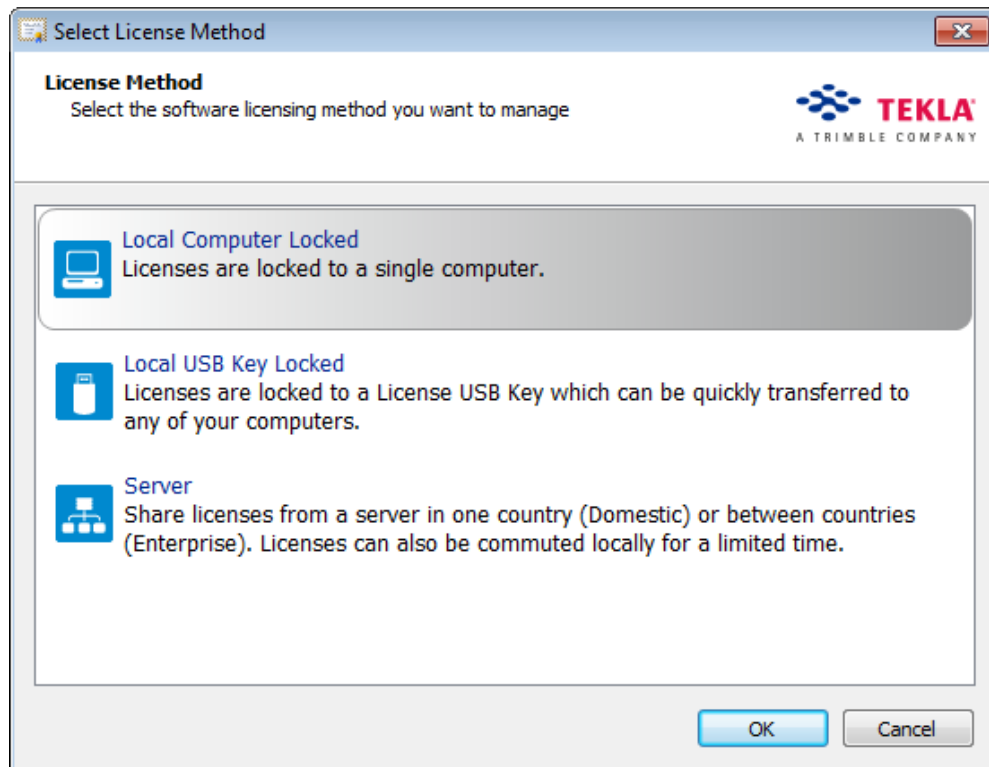 Select License Method
License Method
Select the software licensing method you want to manage
TEKLA
A TRIMBLE COMPANY
Local Computer Locked
Licenses are locked to a single computer.
Local USB Key Locked
Licenses are locked to a License USB Key which can be quickly transferred to
any of your computers.
Server
Share licenses from a server in one country (Domestic) or between countries
(Enterprise). Licenses can also be commuted locally for a limited time.
OK
Cancel